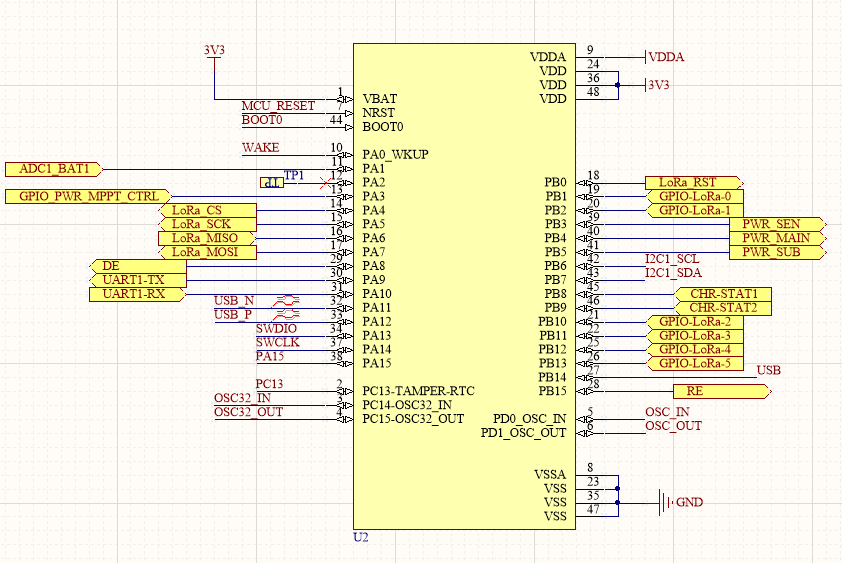 3V3
1 VBAT
MCU_RESET 7 NRST
BOOT0 44 BOOT0
WAKE 10 PA0_WKUP
ADC1_BAT1 11 PA1
TP TP1 12 PA2
GPIO_PWR_MPPT_CTRL 13 PA3
LoRa_CS 14 PA4
LoRa_SCK 15 PA5
LoRa_MISO 16 PA6
LoRa_MOSI 17 PA7
DE 29 PA8
UART1-TX 30 PA9
UART1-RX 31 PA10
USB_N 32 PA11
USB_P 33 PA12
SWDIO 34 PA13
SWCLK 37 PA14
PA15 38 PA15
PC13 2 PC13-TAMPER-RTC
OSC32_IN 3 PC14-OSC32_IN
OSC32_OUT 4 PC15-OSC32_OUT
VDDA 9 VDDA
VDD 24
VDD 36 3V3
VDD 48
PB0 18 LoRa_RST
PB1 19 GPIO-LoRa-0
PB2 20 GPIO-LoRa-1
PB3 39 PWR_SEN
PB4 40 PWR_MAIN
PB5 41 PWR_SUB
PB6 42 I2C1_SCL
PB7 43 I2C1_SDA
PB8 45 CHR-STAT1
PB9 46 CHR-STAT2
PB10 21 GPIO-LoRa-2
PB11 22 GPIO-LoRa-3
PB12 25 GPIO-LoRa-4
PB13 26 GPIO-LoRa-5
PB14 27 USB
PB15 28 RE
PD0_OSC_IN 5 OSC_IN
PD1_OSC_OUT 6 OSC_OUT
VSSA 8
VSS 23
VSS 35 GND
VSS 47
U2